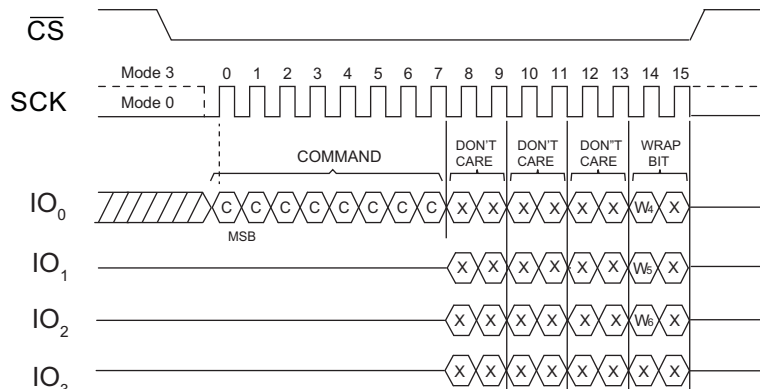 CS
Mode 3
0 1 2 3 4 5 6 7 8 9 10 11 12 13 14 15
SCK
Mode 0
COMMAND
DON'T CARE
DON'T CARE
DON"T CARE
WRAP BIT
IO0
C C C C C C C C X X X X X X W4 X
MSB
IO1
X X X X X X W5 X
IO2
X X X X X X W6 X
IO3
X X X X X X X X